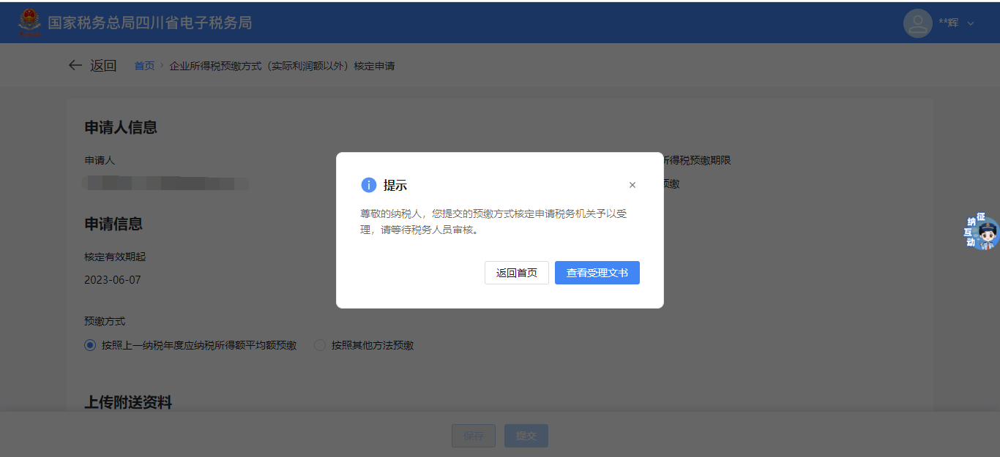 国家税务总局四川省电子税务局
**辉
返回 首页 企业所得税预缴方式（实际利润额以外）核定申请
申请人信息
申请人
所得税预缴期限
预缴
申请信息
核定有效期起
2023-06-07
提示
尊敬的纳税人，您提交的预缴方式核定申请税务机关予以受
理，请等待税务人员审核。
返回首页 查看受理文书
征纳互动
预缴方式
按照上一纳税年度应纳税所得额平均额预缴 按照其他方法预缴
上传附送资料
保存 提交